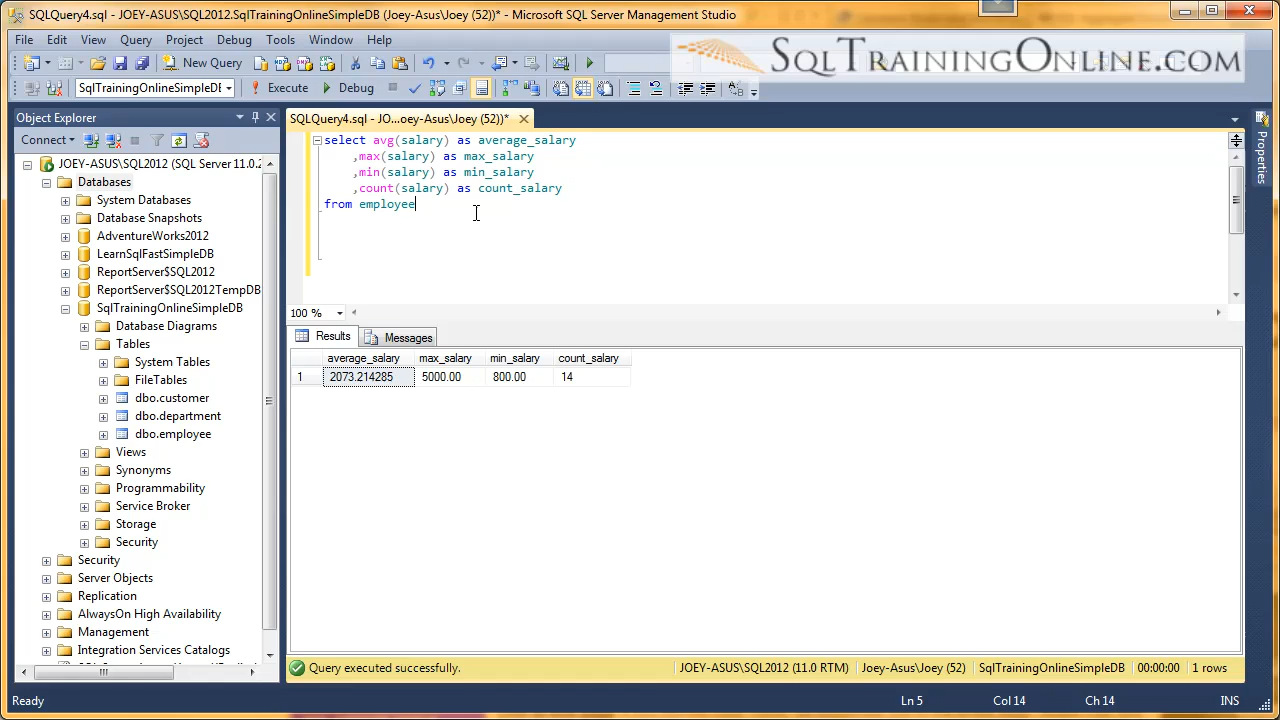 SQLQuery4.sql - JOEY-ASUS\SQL2012.SqlTrainingOnlineSimpleDB (Joey-Asus\Joey (52))* - Microsoft SQL Server Management Studio
File Edit View Query Project Debug Tools Window Help
New Query
SqlTrainingOnlineSimpleDE Execute Debug
SQLTRAININGONLINE.COM
Object Explorer
Connect
JOEY-ASUS\SQL2012 (SQL Server 11.0.2
Databases
System Databases
Database Snapshots
AdventureWorks2012
LearnSqlFastSimpleDB
ReportServer$SQL2012
ReportServer$SQL2012TempDB
SqlTrainingOnlineSimpleDB
Database Diagrams
Tables
System Tables
FileTables
dbo.customer
dbo.department
dbo.employee
Views
Synonyms
Programmability
Service Broker
Storage
Security
Security
Server Objects
Replication
AlwaysOn High Availability
Management
Integration Services Catalogs
SQLQuery4.sql - JO...oey-Asus\Joey (52))*
select avg(salary) as average_salary
,max(salary) as max_salary
,min(salary) as min_salary
,count(salary) as count_salary
from employee
100 %
Results Messages
average_salary max_salary min_salary count_salary
1 2073.214285 5000.00 800.00 14
Query executed successfully. JOEY-ASUS\SQL2012 (11.0 RTM) Joey-Asus\Joey (52) SqlTrainingOnlineSimpleDB 00:00:00 1 rows
Properties
Ready Ln 5 Col 14 Ch 14 INS